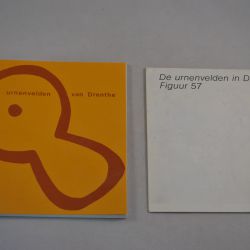 urnenvelden van Drenthe
De urnenvelden in D
Figuur 57